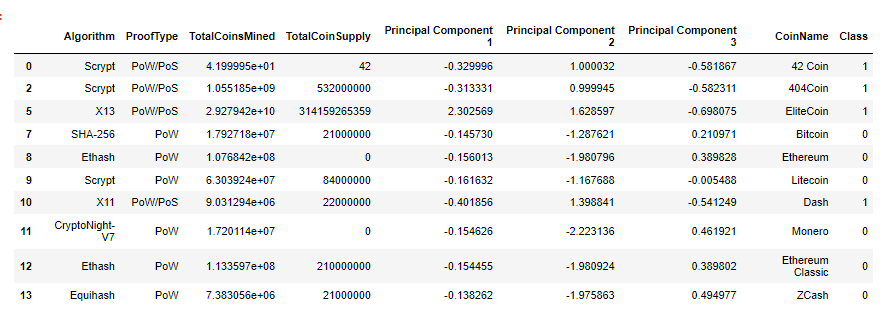 Algorithm ProofType TotalCoinsMined TotalCoinSupply Principal Component 1 Principal Component 2 Principal Component 3 CoinName Class
0 Scrypt PoW/PoS 4.199995e+01 42 -0.329996 1.000032 -0.581867 42 Coin 1
2 Scrypt PoW/PoS 1.055185e+09 532000000 -0.313331 0.999945 -0.582311 404Coin 1
5 X13 PoW/PoS 2.927942e+10 314159265359 2.302569 1.628597 -0.698075 EliteCoin 1
7 SHA-256 PoW 1.792718e+07 21000000 -0.145730 -1.287621 0.210971 Bitcoin 0
8 Ethash PoW 1.076842e+08 0 -0.156013 -1.980796 0.389828 Ethereum 0
9 Scrypt PoW 6.303924e+07 84000000 -0.161632 -1.167688 -0.005488 Litecoin 0
10 X11 PoW/PoS 9.031294e+06 22000000 -0.401856 1.398841 -0.541249 Dash 1
11 CryptoNight-V7 PoW 1.720114e+07 0 -0.154626 -2.223136 0.461921 Monero 0
12 Ethash PoW 1.133597e+08 210000000 -0.154455 -1.980924 0.389802 Ethereum Classic 0
13 Equihash PoW 7.383056e+06 21000000 -0.138262 -1.975863 0.494977 ZCash 0